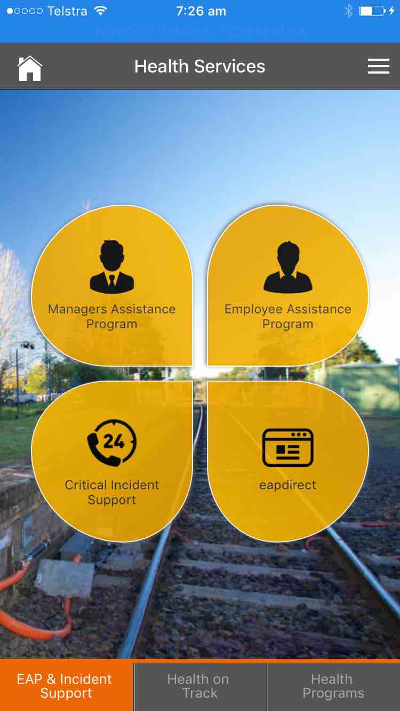 Telstra 7:26 am
Health Services
Managers Assistance
Program
Employee Assistance
Program
24
Critical Incident
Support
eapdirect
EAP & Incident
Support
Health on
Track
Health
Programs